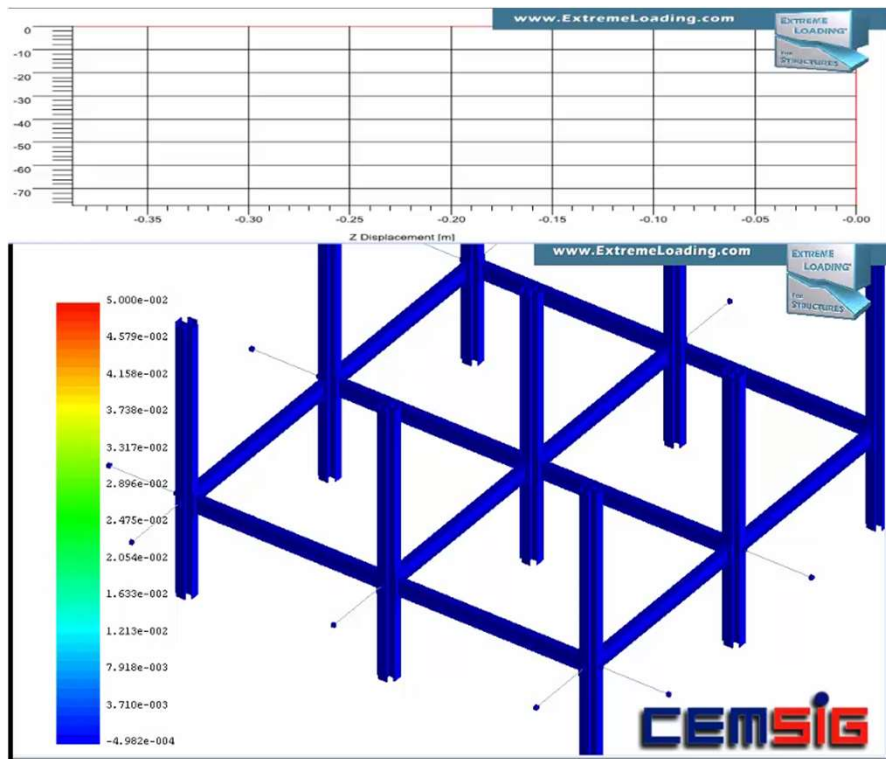 www.ExtremeLoading.com
EXTREME
LOADING
FOR
STRUCTURES
0
-10
-20
-30
-40
-50
-60
-70
-0.35 -0.30 -0.25 -0.20 -0.15 -0.10 -0.05 -0.00
Z Displacement [m]
www.ExtremeLoading.com
EXTREME
LOADING
FOR
STRUCTURES
5.000e-002
4.579e-002
4.158e-002
3.738e-002
3.317e-002
2.896e-002
2.475e-002
2.054e-002
1.633e-002
1.213e-002
7.918e-003
3.710e-003
-4.982e-004
CEMSIG